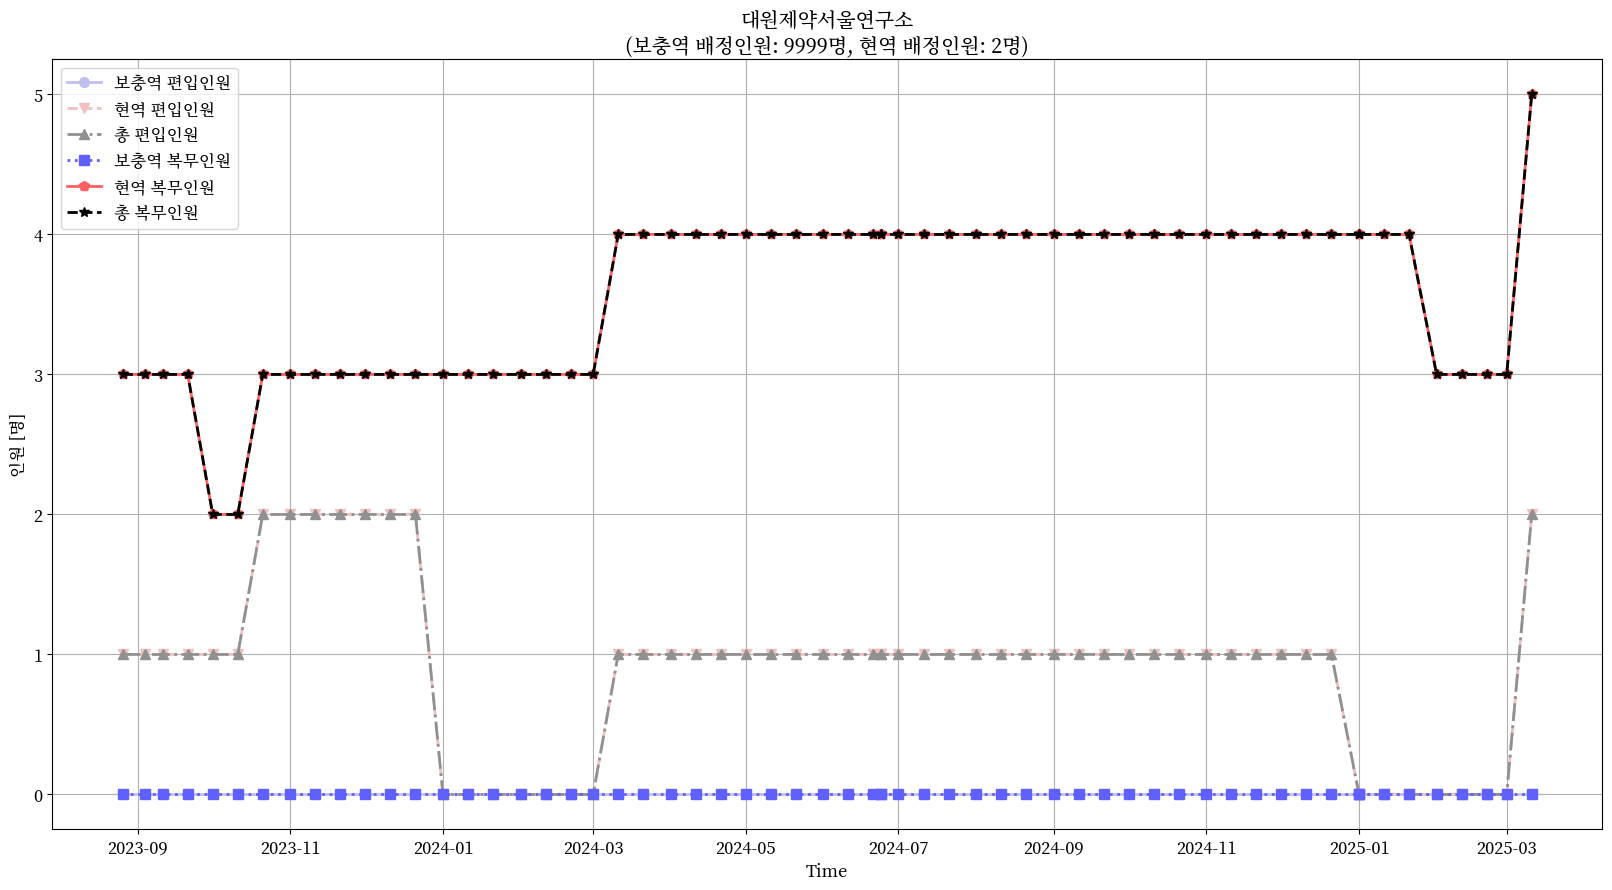 대원제약서울연구소
(보충역 배정인원: 9999명, 현역 배정인원: 2명)
보충역 편입인원
현역 편입인원
총 편입인원
보충역 복무인원
현역 복무인원
총 복무인원
5
4
3
2
1
0
인원 [명]
2023-09
2023-11
2024-01
2024-03
2024-05
2024-07
2024-09
2024-11
2025-01
2025-03
Time